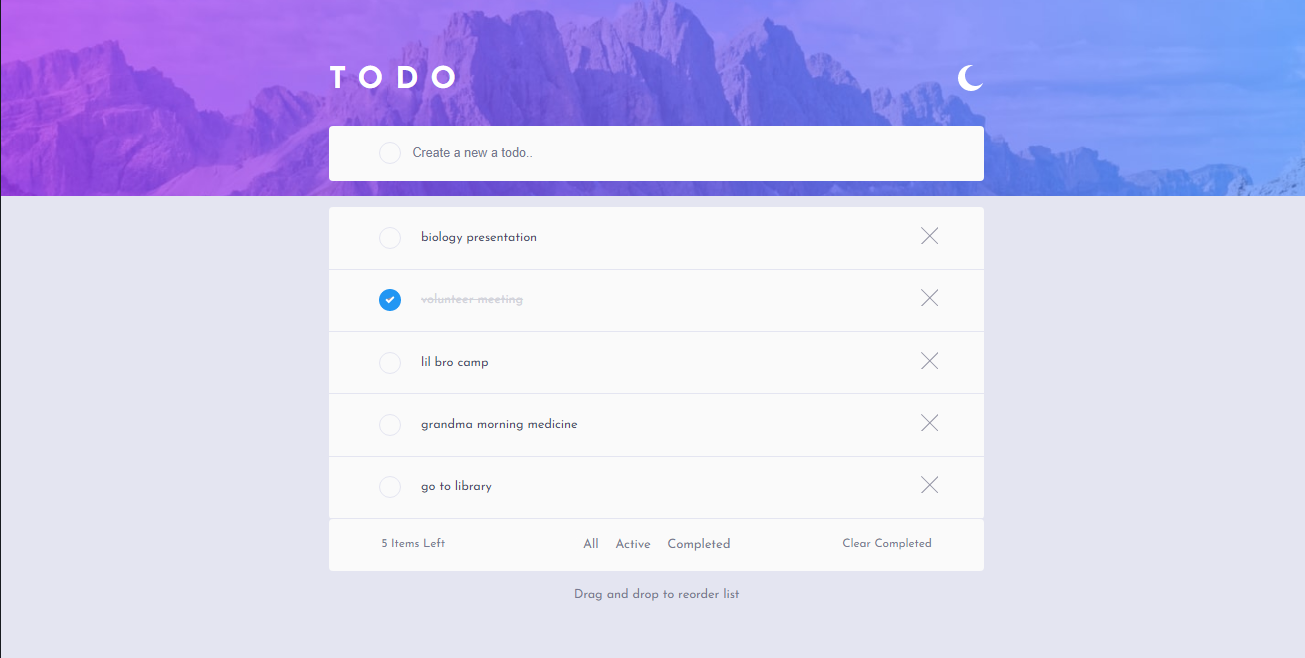 TODO
Create a new a todo..
biology presentation
volunteer meeting
lil bro camp
grandma morning medicine
go to library
5 Items Left All Active Completed Clear Completed
Drag and drop to reorder list